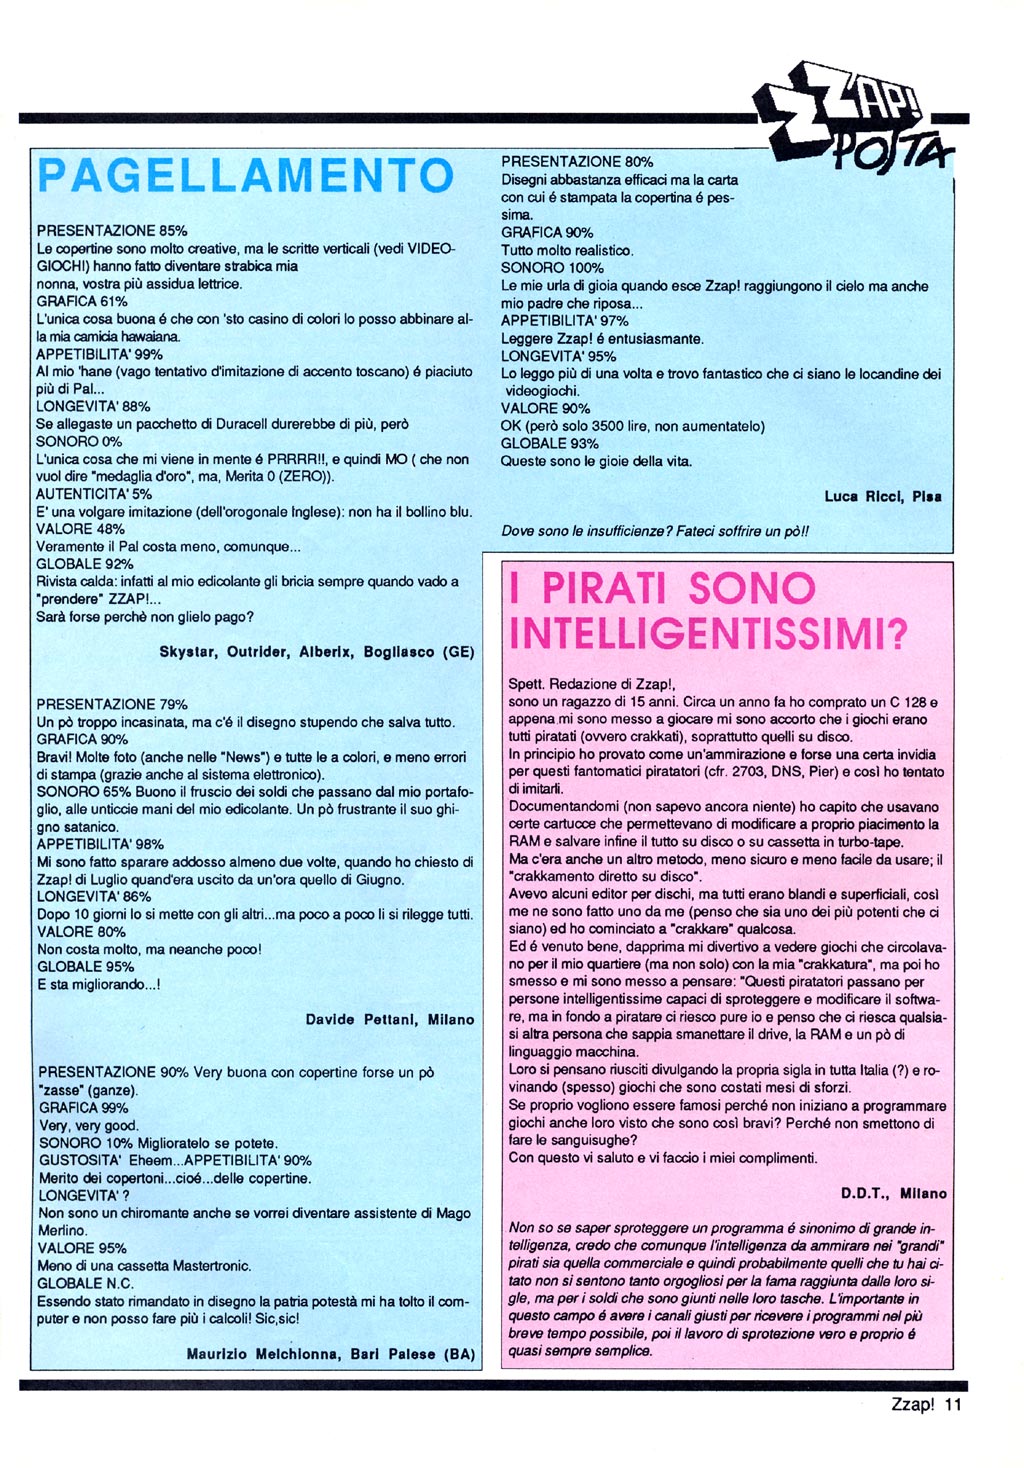 ZZAP!
POSTA
PAGELLAMENTO
PRESENTAZIONE 85%
Le copertine sono molto creative, ma le scritte verticali (vedi VIDEO-
GIOCHI) hanno fatto diventare strabica mia
nonna, vostra più assidua lettrice.
GRAFICA 61%
L'unica cosa buona é che con 'sto casino di colori lo posso abbinare al-
la mia camicia hawaiana.
APPETIBILITA' 99%
Al mio 'hane (vago tentativo d'imitazione di accento toscano) é piaciuto
più di Pal...
LONGEVITA' 88%
Se allegaste un pacchetto di Duracell durerebbe di più, però
SONORO 0%
L'unica cosa che mi viene in mente é PRRRR!!, e quindi MO ( che non
vuol dire "medaglia d'oro", ma, Merita 0 (ZERO)).
AUTENTICITA' 5%
E' una volgare imitazione (dell'orogonale Inglese): non ha il bollino blu.
VALORE 48%
Veramente il Pal costa meno, comunque...
GLOBALE 92%
Rivista calda: infatti al mio edicolante gli bricia sempre quando vado a
"prendere" ZZAP!...
Sarà forse perchè non glielo pago?
Skystar, Outrider, Alberix, Bogliasco (GE)
PRESENTAZIONE 79%
Un pò troppo incasinata, ma c'é il disegno stupendo che salva tutto.
GRAFICA 90%
Bravi! Molte foto (anche nelle "News") e tutte le a colori, e meno errori
di stampa (grazie anche al sistema elettronico).
SONORO 65% Buono il fruscio dei soldi che passano dal mio portafo-
glio, alle unticcie mani del mio edicolante. Un pò frustrante il suo ghi-
gno satanico.
APPETIBILITA' 98%
Mi sono fatto sparare addosso almeno due volte, quando ho chiesto di
Zzap! di Luglio quand'era uscito da un'ora quello di Giugno.
LONGEVITA' 86%
Dopo 10 giorni lo si mette con gli altri...ma poco a poco li si rilegge tutti.
VALORE 80%
Non costa molto, ma neanche poco!
GLOBALE 95%
E sta migliorando...!
Davide Pettani, Milano
PRESENTAZIONE 90% Very buona con copertine forse un pò
"zasse" (ganze).
GRAFICA 99%
Very, very good.
SONORO 10% Miglioratelo se potete.
GUSTOSITA' Eheem...APPETIBILITA' 90%
Merito dei copertoni...cioé...delle copertine.
LONGEVITA' ?
Non sono un chiromante anche se vorrei diventare assistente di Mago
Merlino.
VALORE 95%
Meno di una cassetta Mastertronic.
GLOBALE N.C.
Essendo stato rimandato in disegno la patria potestà mi ha tolto il com-
puter e non posso fare più i calcoli! Sic,sic!
Maurizio Melchionna, Bari Palese (BA)
PRESENTAZIONE 80%
Disegni abbastanza efficaci ma la carta
con cui é stampata la copertina é pes-
sima.
GRAFICA 90%
Tutto molto realistico.
SONORO 100%
Le mie urla di gioia quando esce Zzap! raggiungono il cielo ma anche
mio padre che riposa...
APPETIBILITA' 97%
Leggere Zzap! é entusiasmante.
LONGEVITA' 95%
Lo leggo più di una volta e trovo fantastico che ci siano le locandine dei
videogiochi.
VALORE 90%
OK (però solo 3500 lire, non aumentatelo)
GLOBALE 93%
Queste sono le gioie della vita.
Luca Ricci, Pisa
Dove sono le insufficienze? Fateci soffrire un pò!!
I PIRATI SONO
INTELLIGENTISSIMI?
Spett. Redazione di Zzap!,
sono un ragazzo di 15 anni. Circa un anno fa ho comprato un C 128 e
appena mi sono messo a giocare mi sono accorto che i giochi erano
tutti piratati (ovvero crakkati), soprattutto quelli su disco.
In principio ho provato come un'ammirazione e forse una certa invidia
per questi fantomatici piratatori (cfr. 2703, DNS, Pier) e così ho tentato
di imitarli.
Documentandomi (non sapevo ancora niente) ho capito che usavano
certe cartucce che permettevano di modificare a proprio piacimento la
RAM e salvare infine il tutto su disco o su cassetta in turbo-tape.
Ma c'era anche un altro metodo, meno sicuro e meno facile da usare; il
"crakkamento diretto su disco".
Avevo alcuni editor per dischi, ma tutti erano blandi e superficiali, così
me ne sono fatto uno da me (penso che sia uno dei più potenti che ci
siano) ed ho cominciato a "crakkare" qualcosa.
Ed é venuto bene, dapprima mi divertivo a vedere giochi che circolava-
no per il mio quartiere (ma non solo) con la mia "crakkatura", ma poi ho
smesso e mi sono messo a pensare: "Questi piratatori passano per
persone intelligentissime capaci di sproteggere e modificare il softwa-
re, ma in fondo a piratare ci riesco pure io e penso che ci riesca qualsia-
si altra persona che sappia smanettare il drive, la RAM e un pò di
linguaggio macchina.
Loro si pensano riusciti divulgando la propria sigla in tutta Italia (?) e ro-
vinando (spesso) giochi che sono costati mesi di sforzi.
Se proprio vogliono essere famosi perché non iniziano a programmare
giochi anche loro visto che sono così bravi? Perché non smettono di
fare le sanguisughe?
Con questo vi saluto e vi faccio i miei complimenti.
D.D.T., Milano
Non so se saper sproteggere un programma é sinonimo di grande in-
telligenza, credo che comunque l'intelligenza da ammirare nei "grandi"
pirati sia quella commerciale e quindi probabilmente quelli che tu hai ci-
tato non si sentono tanto orgogliosi per la fama raggiunta dalle loro si-
gle, ma per i soldi che sono giunti nelle loro tasche. L'importante in
questo campo é avere i canali giusti per ricevere i programmi nel più
breve tempo possibile, poi il lavoro di sprotezione vero e proprio é
quasi sempre semplice.
Zzap! 11